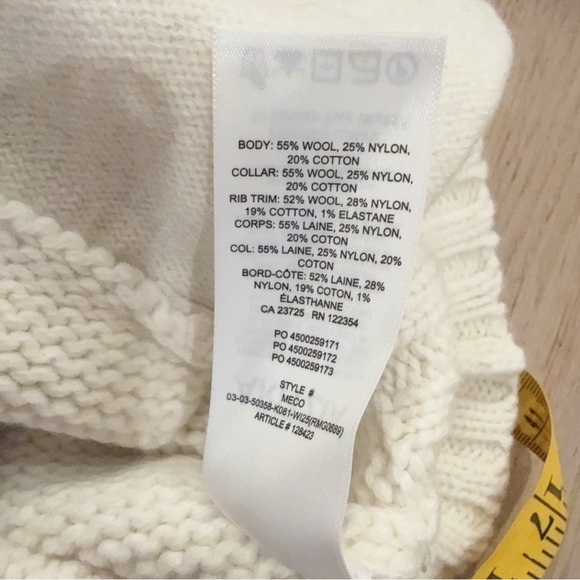 BODY: 55% WOOL, 25% NYLON,
20% COTTON
COLLAR: 55% WOOL, 25% NYLON,
20% COTTON
RIB TRIM: 52% WOOL, 28% NYLON,
19% COTTON, 1% ELASTANE
CORPS: 55% LAINE, 25% NYLON,
20% COTON
COL: 55% LAINE, 25% NYLON, 20%
COTON
BORD-CÔTE: 52% LAINE, 28%
NYLON, 19% COTON, 1%
ÉLASTHANNE
CA 23725 RN 122354
PO 4500259171
PO 4500259172
PO 4500259173
STYLE #
MECO
03-03-50358-K081-WI25(RMG0689)
ARTICLE # 128423